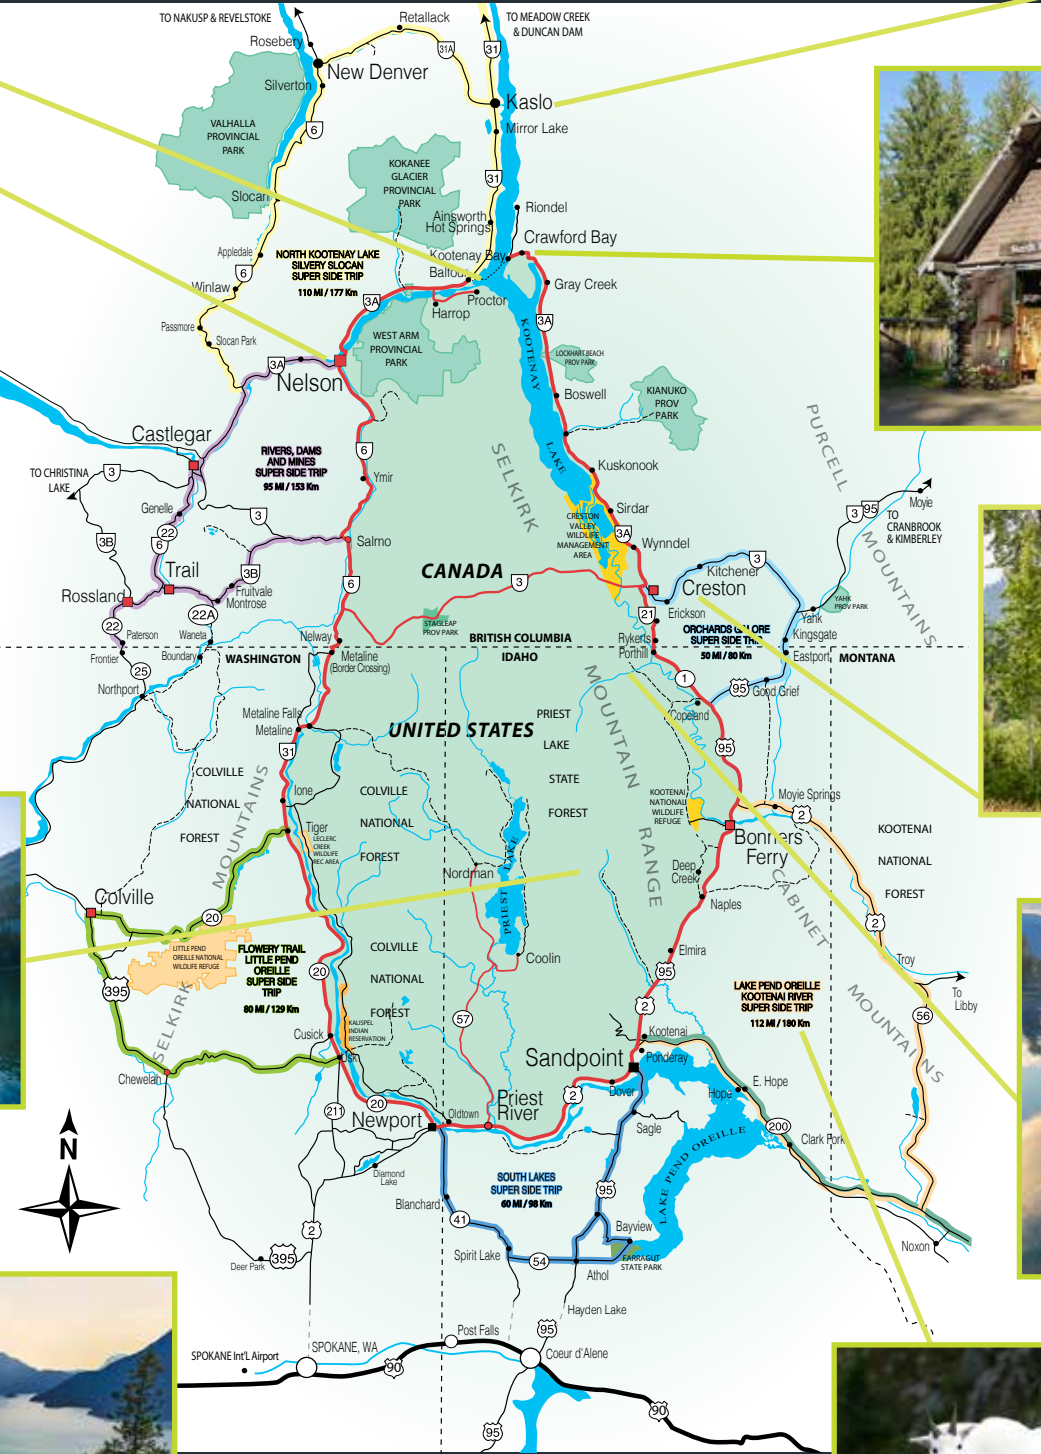 TO NAKUSP & REVELSTOKE
Retallack
TO MEADOW CREEK
& DUNCAN DAM
Rosebery
31A
31
New Denver
Silverton
Kaslo
VALHALLA
PROVINCIAL
PARK
6
Mirror Lake
KOKANEE
GLACIER
PROVINCIAL
PARK
31
Slocan
Riondel
Ainsworth
Hot Springs
Crawford Bay
Appledale
NORTH KOOTENAY LAKE
SILVERY SLOCAN
SUPER SIDE TRIP
110 MI / 177 Km
Kootenay Bay
Balfour
6
Gray Creek
Winlaw
3A
Proctor
Harrop
3A
Passmore
Slocan Park
WEST ARM
PROVINCIAL
PARK
KOOTENAY
LAKE
LOCKHART BEACH
PROV PARK
3A
Nelson
Boswell
KIANUKO
PROV
PARK
PURCELL
MOUNTAINS
Castlegar
RIVERS, DAMS
AND MINES
SUPER SIDE TRIP
95 MI / 153 Km
6
SELKIRK
TO CHRISTINA
LAKE
3
Kuskonook
Ymir
Moyie
Genelle
3
Sirdar
3
95
TO
CRANBROOK
& KIMBERLEY
CRESTON
VALLEY
WILDLIFE
MANAGEMENT
AREA
3A
Wynndel
22
3B
6
Salmo
3
Trail
3B
CANADA
3
Kitchener
Rossland
Fruitvale
Montrose
6
Creston
YAHK
PROV PARK
22A
21
Erickson
Yahk
22
STAGLEAP
PROV PARK
ORCHARDS GALORE
SUPER SIDE TRIP
50 MI / 80 Km
Paterson
Waneta
Nelway
BRITISH COLUMBIA
Rykerts
Kingsgate
Frontier
Boundary
WASHINGTON
Metaline
(Border Crossing)
IDAHO
Porthill
Eastport
MONTANA
25
1
Northport
95
Good Grief
MOUNTAIN
RANGE
Metaline Falls
Metaline
PRIEST
LAKE
STATE
FOREST
Copeland
UNITED STATES
31
95
COLVILLE
NATIONAL
FOREST
MOUNTAINS
Ione
COLVILLE
NATIONAL
FOREST
KOOTENAI
NATIONAL
WILDLIFE
REFUGE
Moyie Springs
2
Tiger
LECLERC
CREEK
WILDLIFE
REC AREA
Bonners
Ferry
KOOTENAI
NATIONAL
FOREST
Nordman
PRIEST LAKE
Deep
Creek
CABINET
MOUNTAINS
Colville
Naples
20
2
LITTLE PEND
OREILLE NATIONAL
WILDLIFE REFUGE
FLOWERY TRAIL
LITTLE PEND
OREILLE
SUPER SIDE
TRIP
80 MI / 129 Km
COLVILLE
NATIONAL
FOREST
Elmira
Coolin
Troy
20
95
395
LAKE PEND OREILLE
KOOTENAI RIVER
SUPER SIDE TRIP
112 MI / 180 Km
To
Libby
2
56
SELKIRK
57
Cusick
KALISPEL
INDIAN
RESERVATION
Kootenai
Usk
Sandpoint
Ponderay
Chewelah
Dover
Hope
E. Hope
20
211
Priest
River
2
Oldtown
Newport
Sagle
200
Clark Fork
LAKE PEND OREILLE
Diamond
Lake
SOUTH LAKES
SUPER SIDE TRIP
60 MI / 98 Km
Blanchard
95
N
41
Bayview
2
Noxon
Spirit Lake
54
FARRAGUT
STATE PARK
Deer Park
395
Athol
Hayden Lake
95
Post Falls
SPOKANE, WA
SPOKANE Int'L Airport
Coeur d'Alene
90
90
95